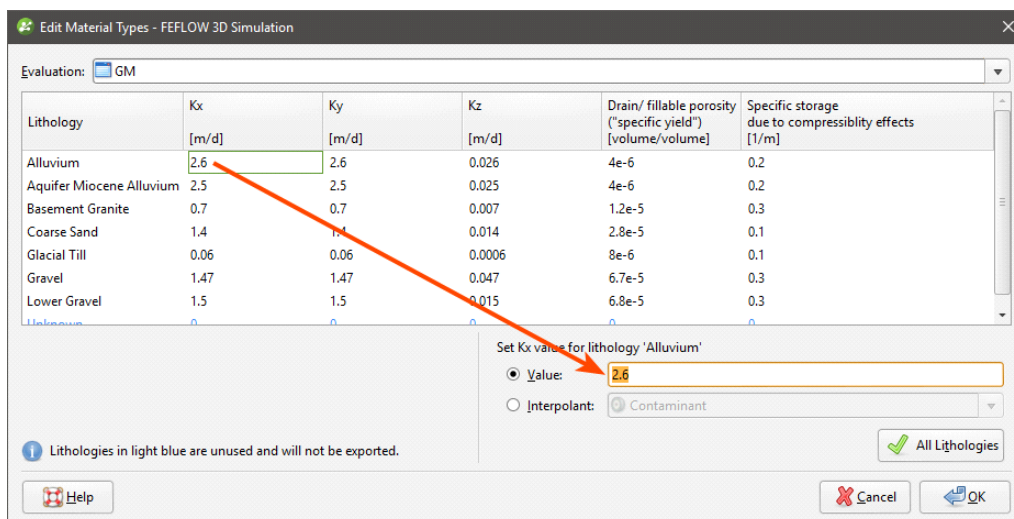 Edit Material Types - FEFLOW 3D Simulation
Evaluation: GM
Lithology Kx [m/d] Ky [m/d] Kz [m/d] Drain/ fillable porosity ("specific yield") [volume/volume] Specific storage due to compressiblity effects [1/m]
Alluvium 2.6 2.6 0.026 4e-6 0.2
Aquifer Miocene Alluvium 2.5 2.5 0.025 4e-6 0.2
Basement Granite 0.7 0.7 0.007 1.2e-5 0.3
Coarse Sand 1.4 1.4 0.014 2.8e-5 0.1
Glacial Till 0.06 0.06 0.0006 8e-6 0.1
Gravel 1.47 1.47 0.047 6.7e-5 0.3
Lower Gravel 1.5 1.5 0.015 6.8e-5 0.3
Unknown 0 0 0 0 0
Set Kx value for lithology 'Alluvium'
Value: 2.6
Interpolant: Contaminant
Lithologies in light blue are unused and will not be exported.
All Lithologies
Help Cancel OK